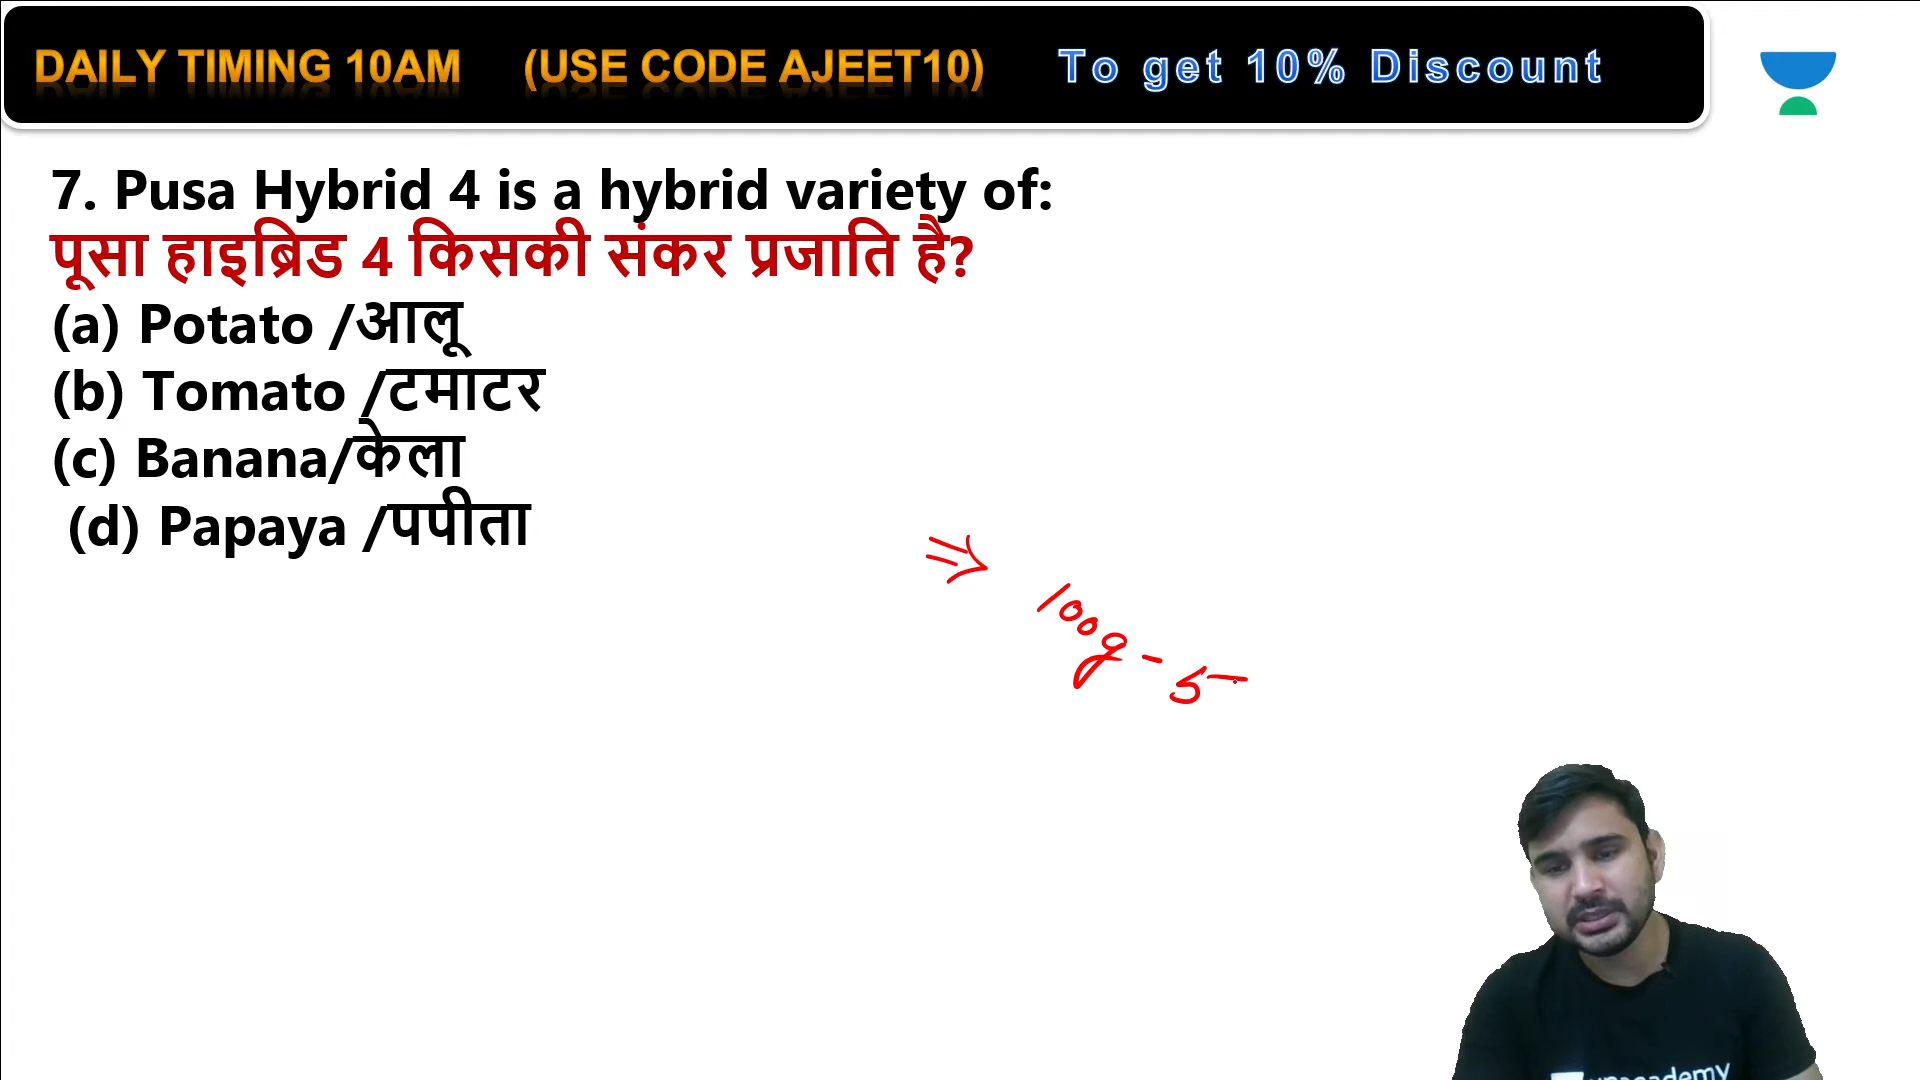 DAILY TIMING 10AM (USE CODE AJEET10) To get 10% Discount
7. Pusa Hybrid 4 is a hybrid variety of:
पूसा हाइब्रिड 4 किसकी संकर प्रजाति है?
(a) Potato /आलू
(b) Tomato /टमाटर
(c) Banana/केला
(d) Papaya /पपीता
⇒ 100g - 5